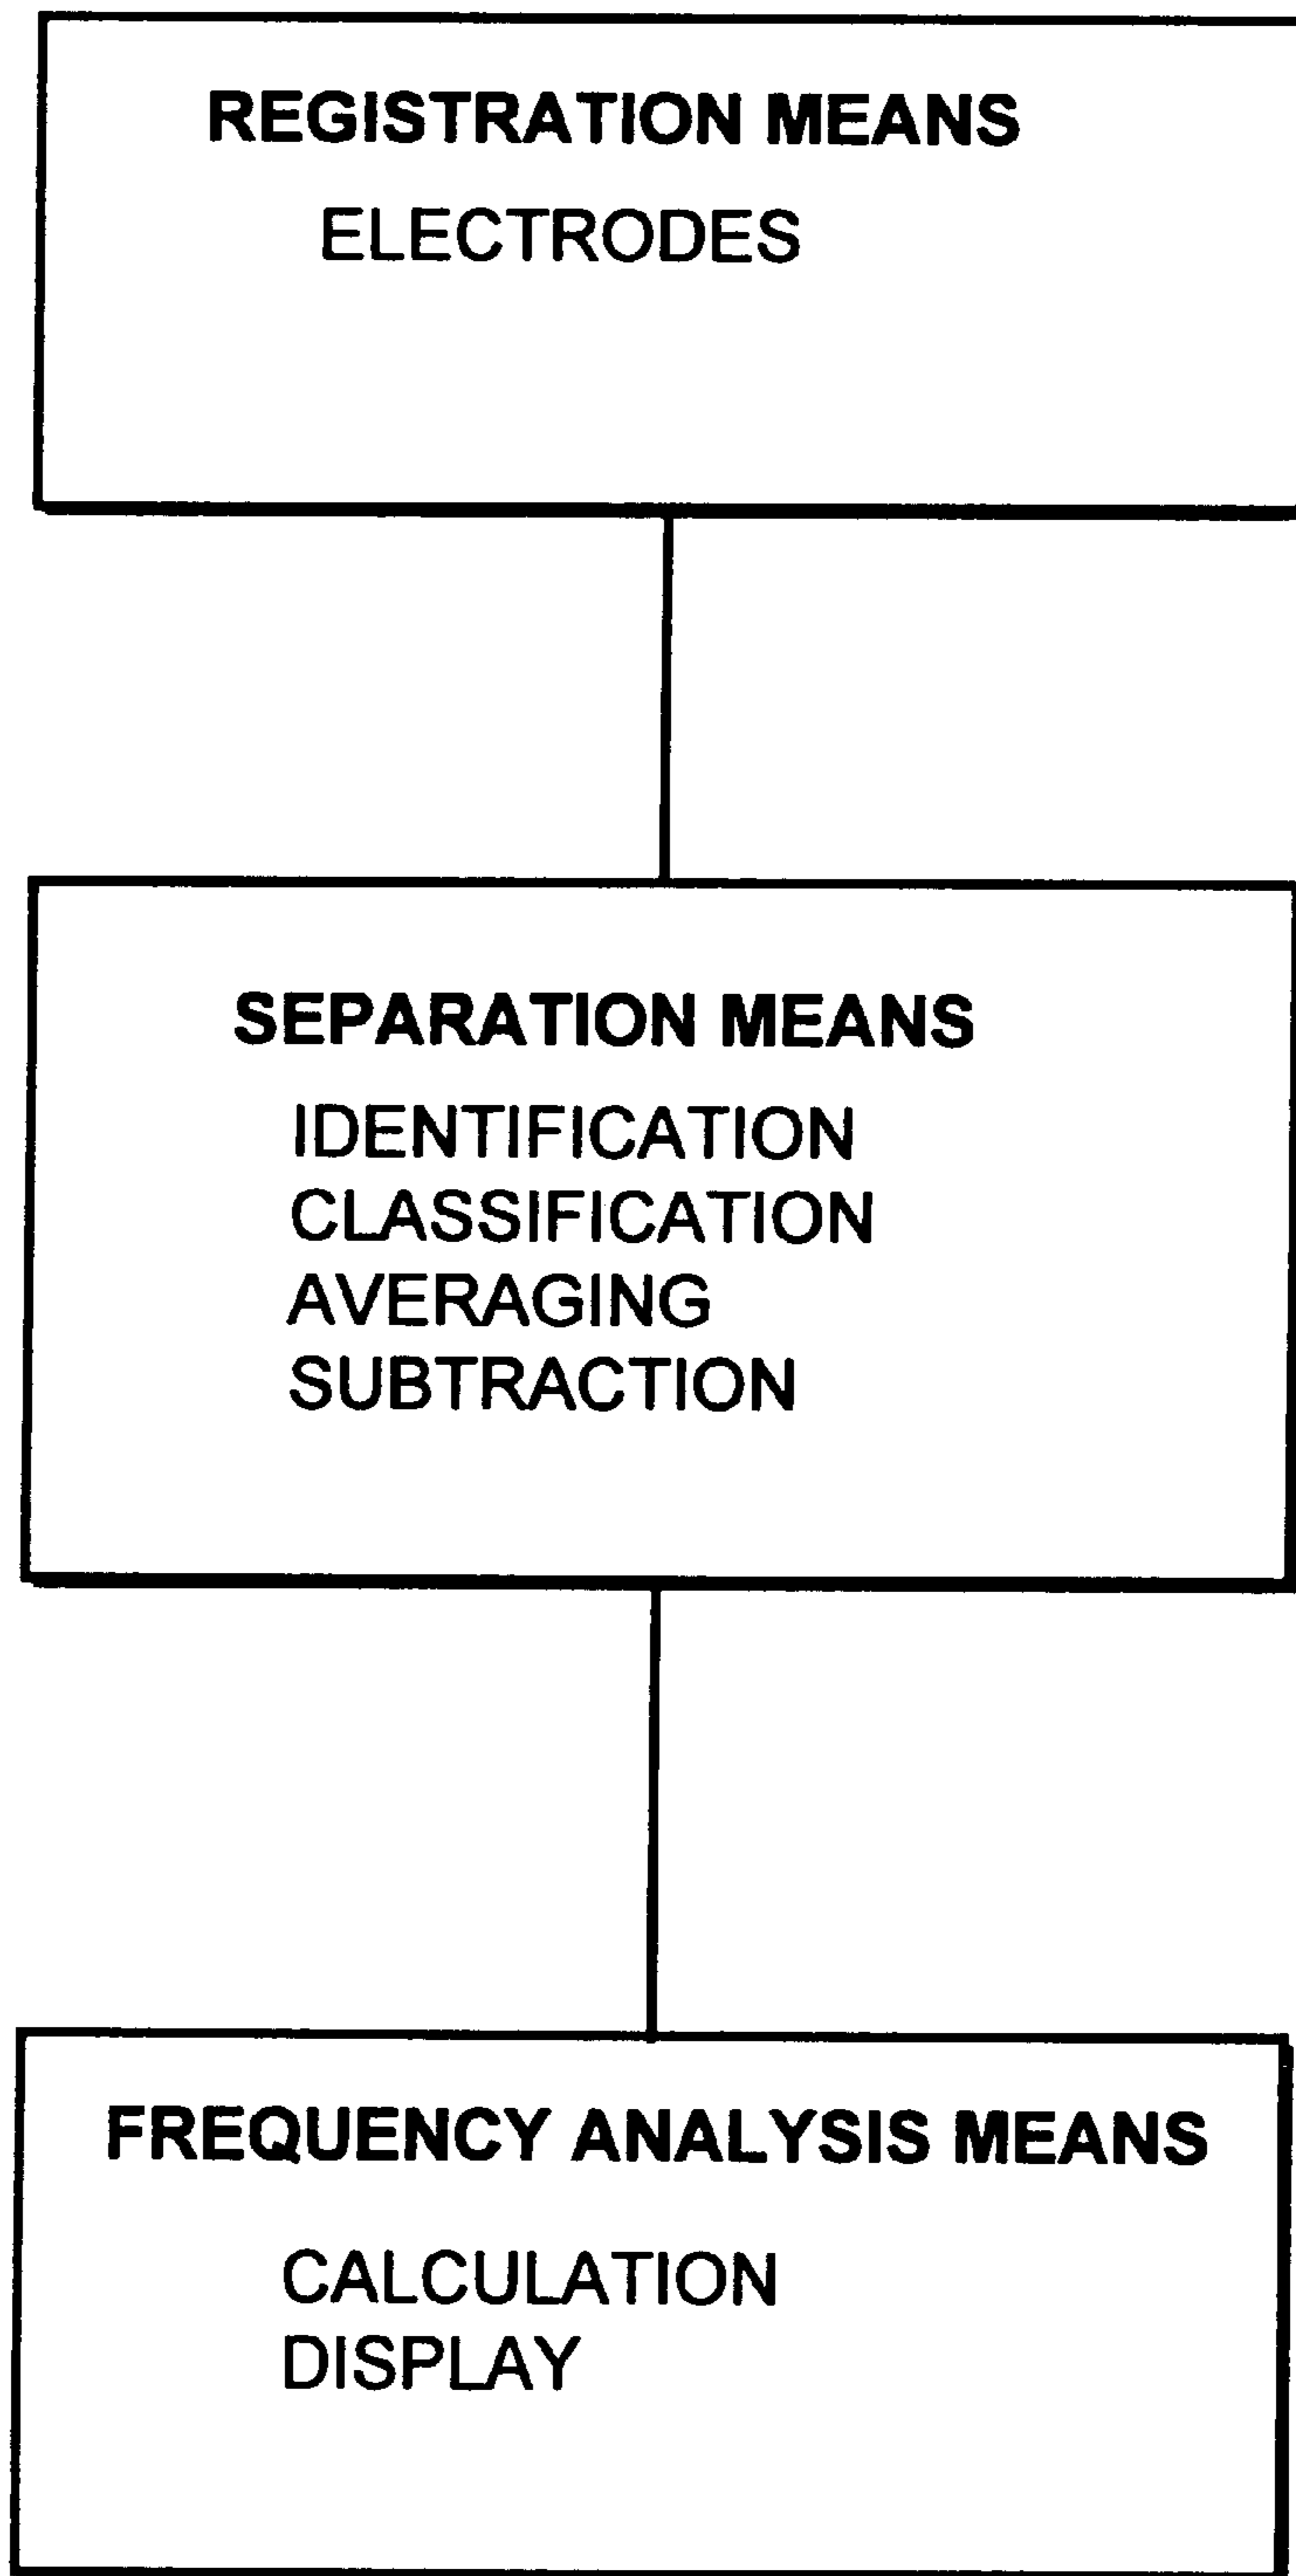 REGISTRATION MEANS
ELECTRODES
SEPARATION MEANS
IDENTIFICATION
CLASSIFICATION
AVERAGING
SUBTRACTION
FREQUENCY ANALYSIS MEANS
CALCULATION
DISPLAY